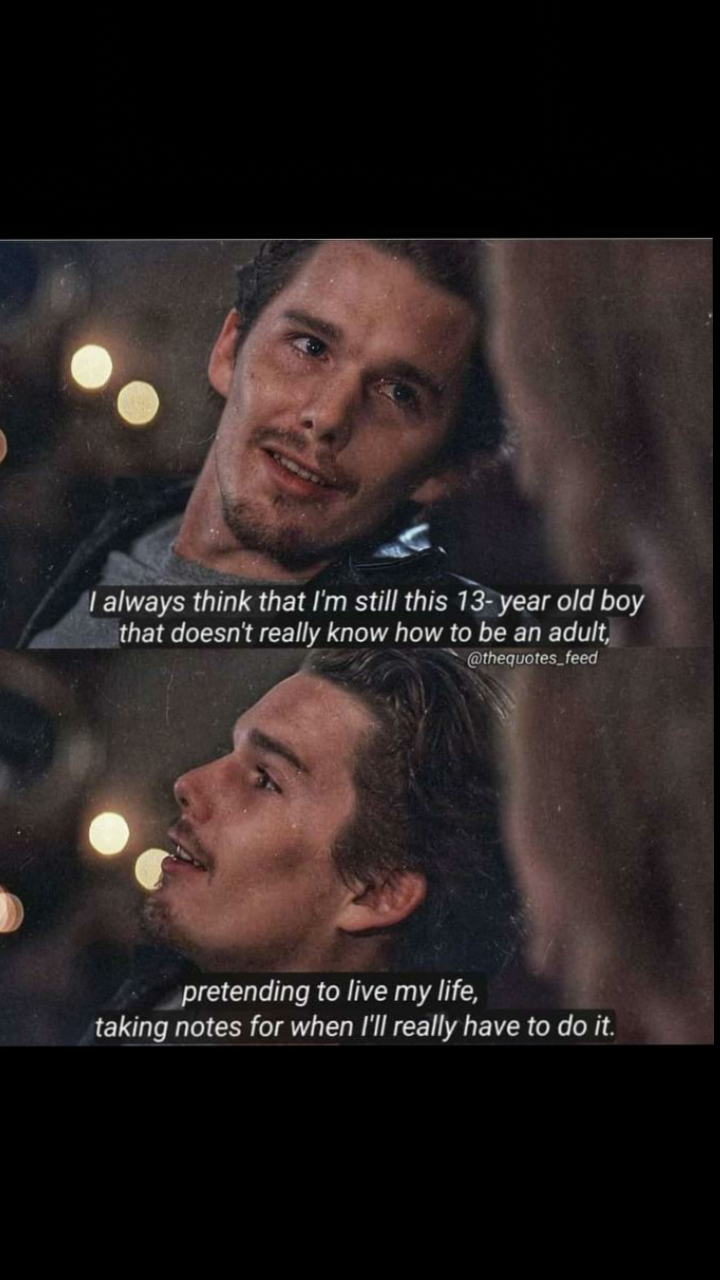 I always think that I'm still this 13- year old boy
that doesn't really know how to be an adult,
@thequotes_feed
pretending to live my life,
taking notes for when I'll really have to do it.